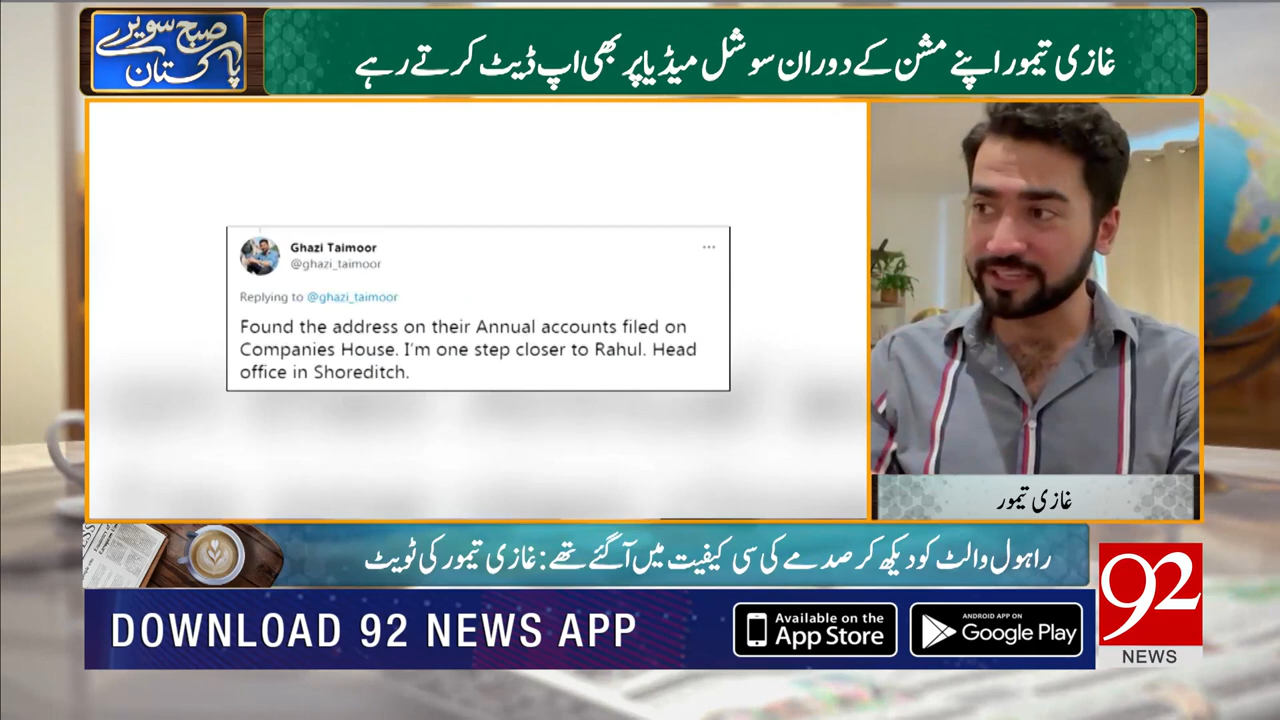 صبح سویرے
پاکستان
غازی تیمور اپنے مشن کے دوران سوشل میڈیا پر بھی اپ ڈیٹ کرتے رہے
Ghazi Taimoor
@ghazi_taimoor
Replying to @ghazi_taimoor
Found the address on their Annual accounts filed on
Companies House. I'm one step closer to Rahul. Head
office in Shoreditch.
غازی تیمور
راہول والٹ کو دیکھ کر صدمے کی سی کیفیت میں آگئے تھے: غازی تیمور کی ٹویٹ
DOWNLOAD 92 NEWS APP
Available on the
App Store
ANDROID APP ON
Google Play
92
NEWS